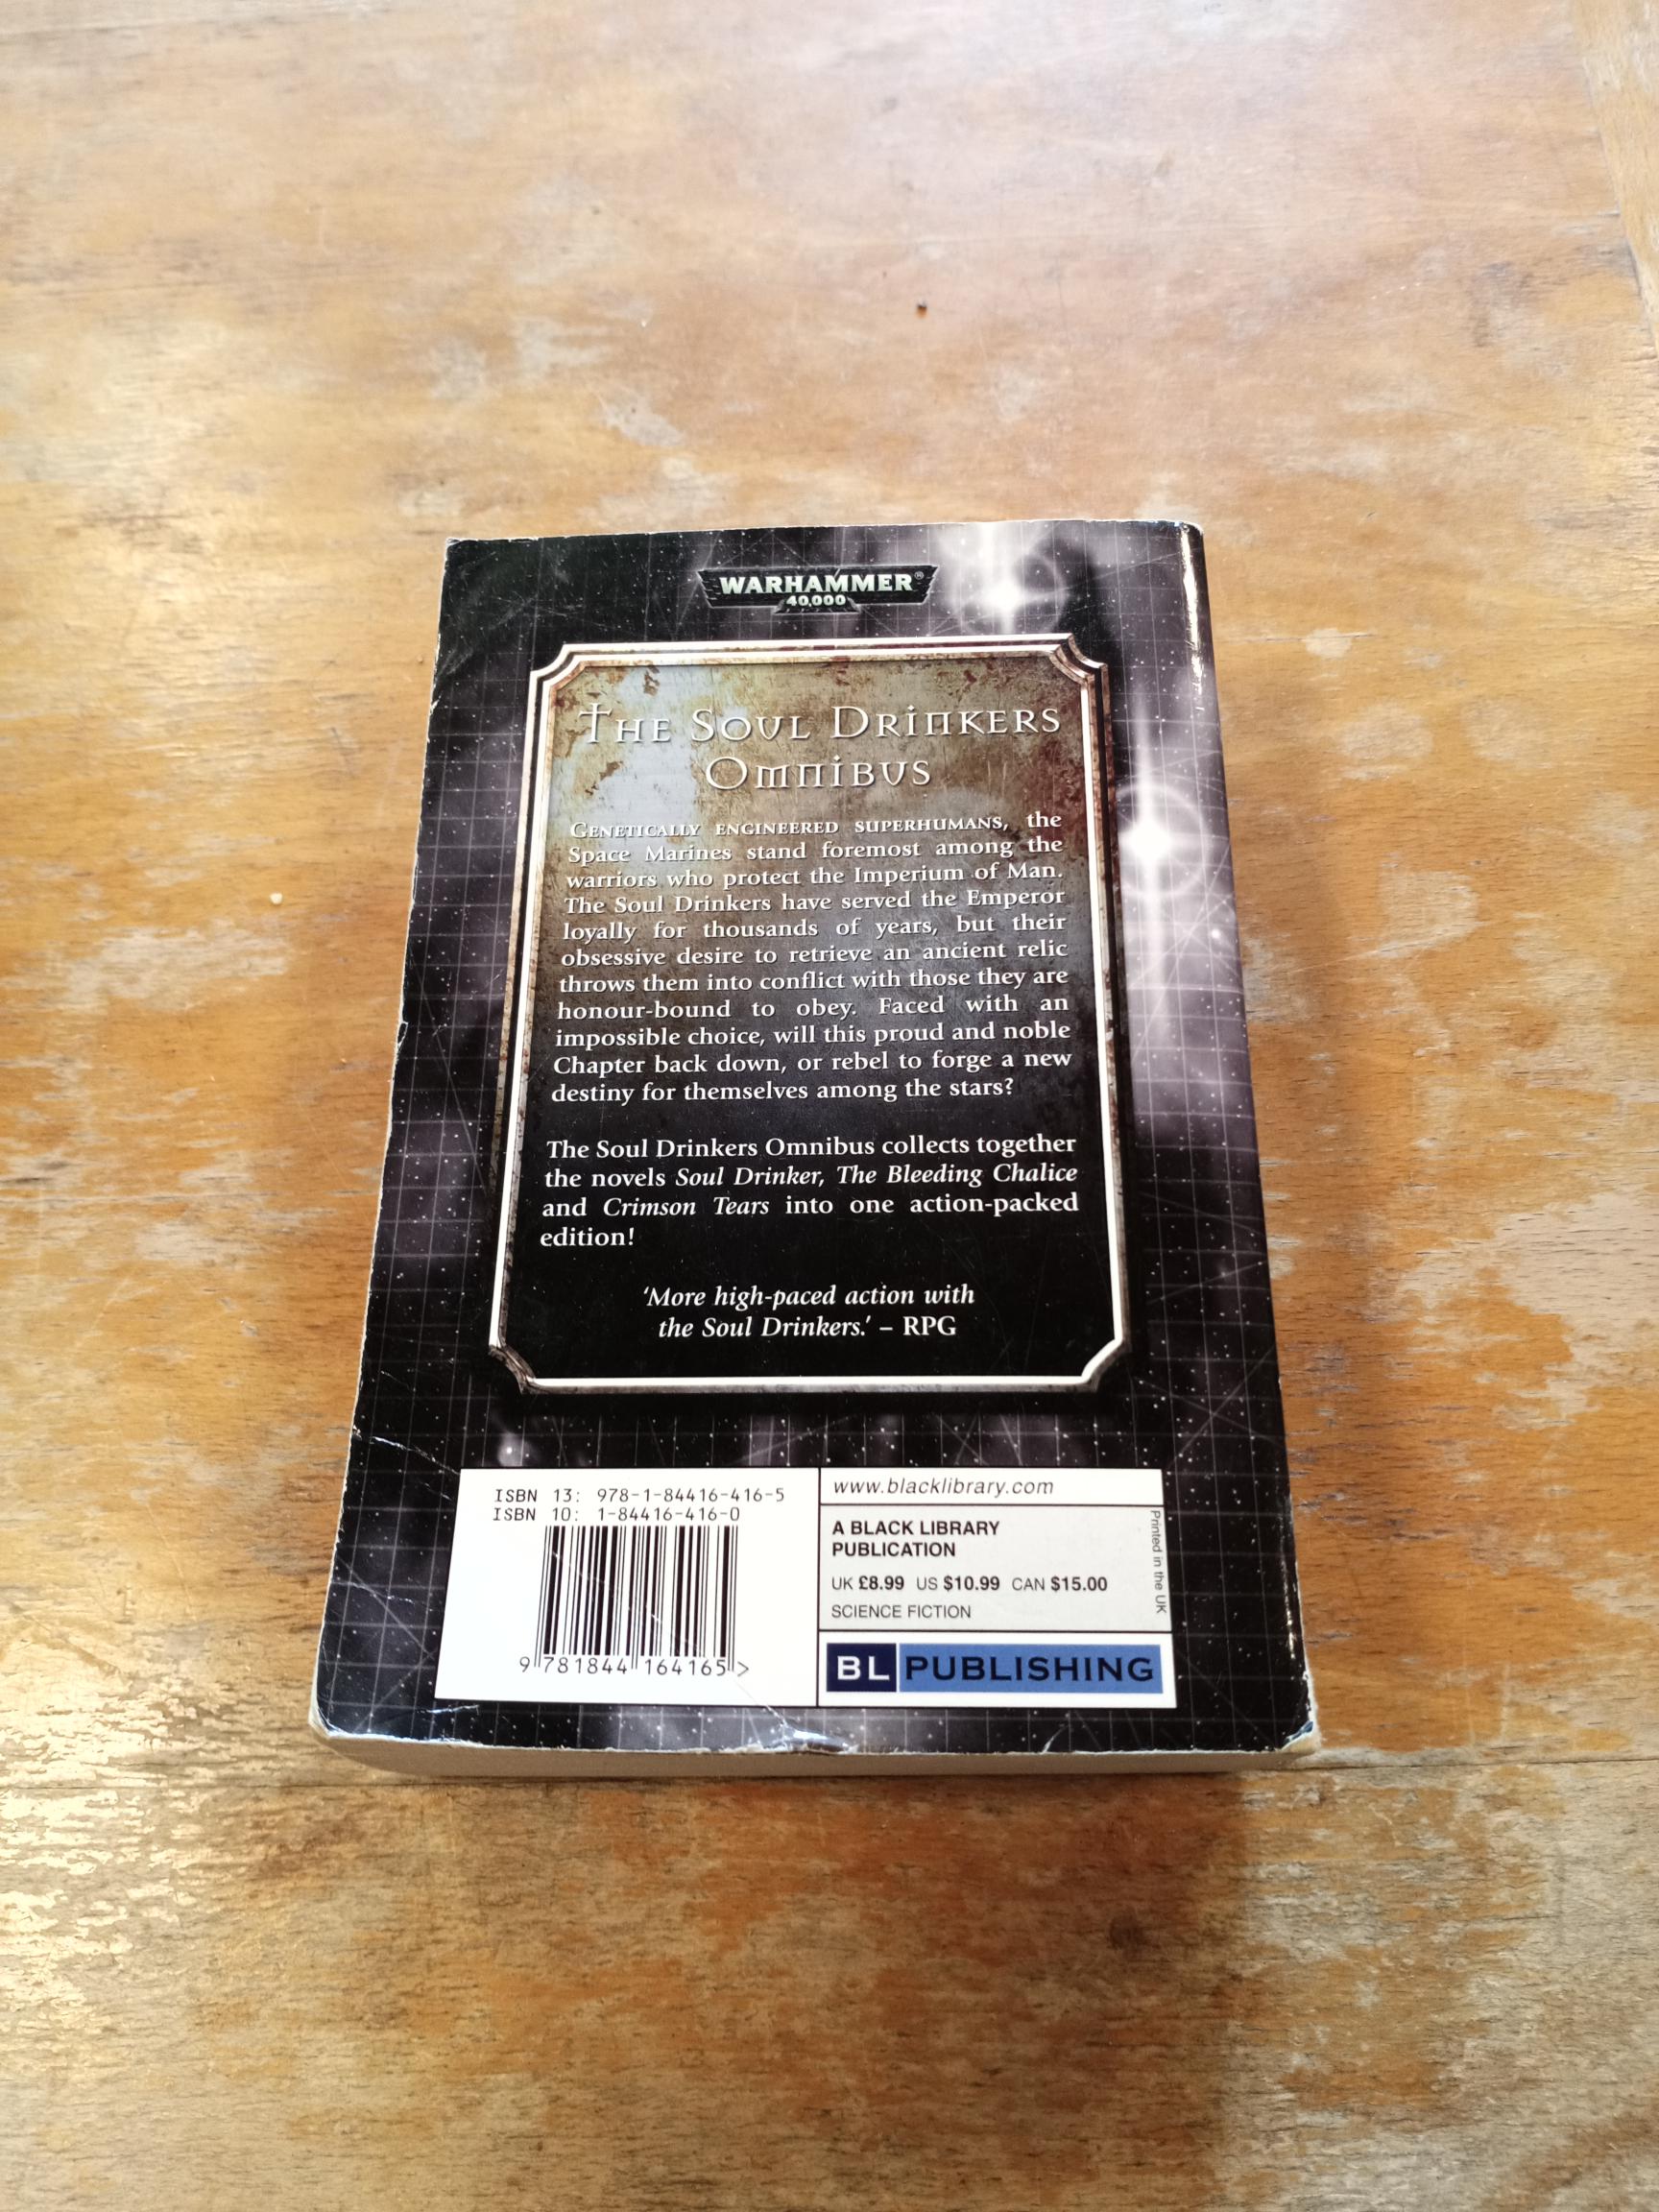 WARHAMMER®
40,000
THE SOUL DRINKERS
OMNIBUS
GENETICALLY ENGINEERED SUPERHUMANS, the
Space Marines stand foremost among the
warriors who protect the Imperium of Man.
The Soul Drinkers have served the Emperor
loyally for thousands of years, but their
obsessive desire to retrieve an ancient relic
throws them into conflict with those they are
honour-bound to obey. Faced with an
impossible choice, will this proud and noble
Chapter back down, or rebel to forge a new
destiny for themselves among the stars?
The Soul Drinkers Omnibus collects together
the novels Soul Drinker, The Bleeding Chalice
and Crimson Tears into one action-packed
edition!
‘More high-paced action with
the Soul Drinkers.’ – RPG
ISBN 13: 978-1-84416-416-5
ISBN 10: 1-84416-416-0
9 781844 164165 >
www.blacklibrary.com
A BLACK LIBRARY
PUBLICATION
UK £8.99 US $10.99 CAN $15.00
SCIENCE FICTION
Printed in the UK
BL PUBLISHING